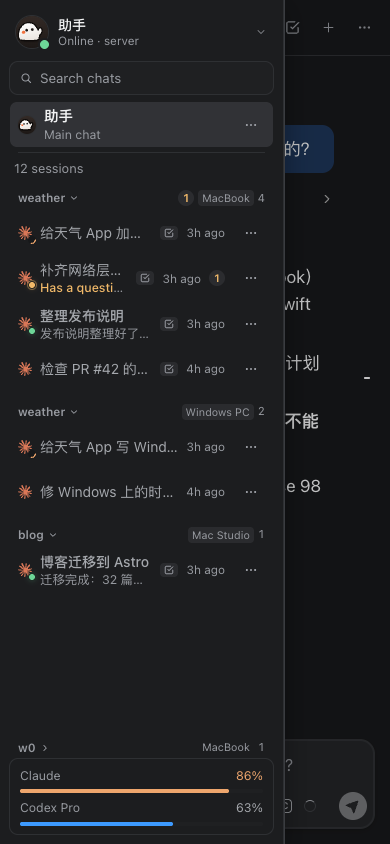 助手
Online · server
Search chats
助手
Main chat
12 sessions
weather 1 MacBook 4
给天气 App 加... 3h ago
补齐网络层... 3h ago 1
Has a questi...
整理发布说明 3h ago
发布说明整理好了...
检查 PR #42 的... 4h ago
weather Windows PC 2
给天气 App 写 Wind... 3h ago
修 Windows 上的时... 4h ago
blog Mac Studio 1
博客迁移到 Astro 3h ago
迁移完成：32 篇...
w0 MacBook 1
Claude 86%
Codex Pro 63%
的?
ok)
wift
计划
不能
e 98
?